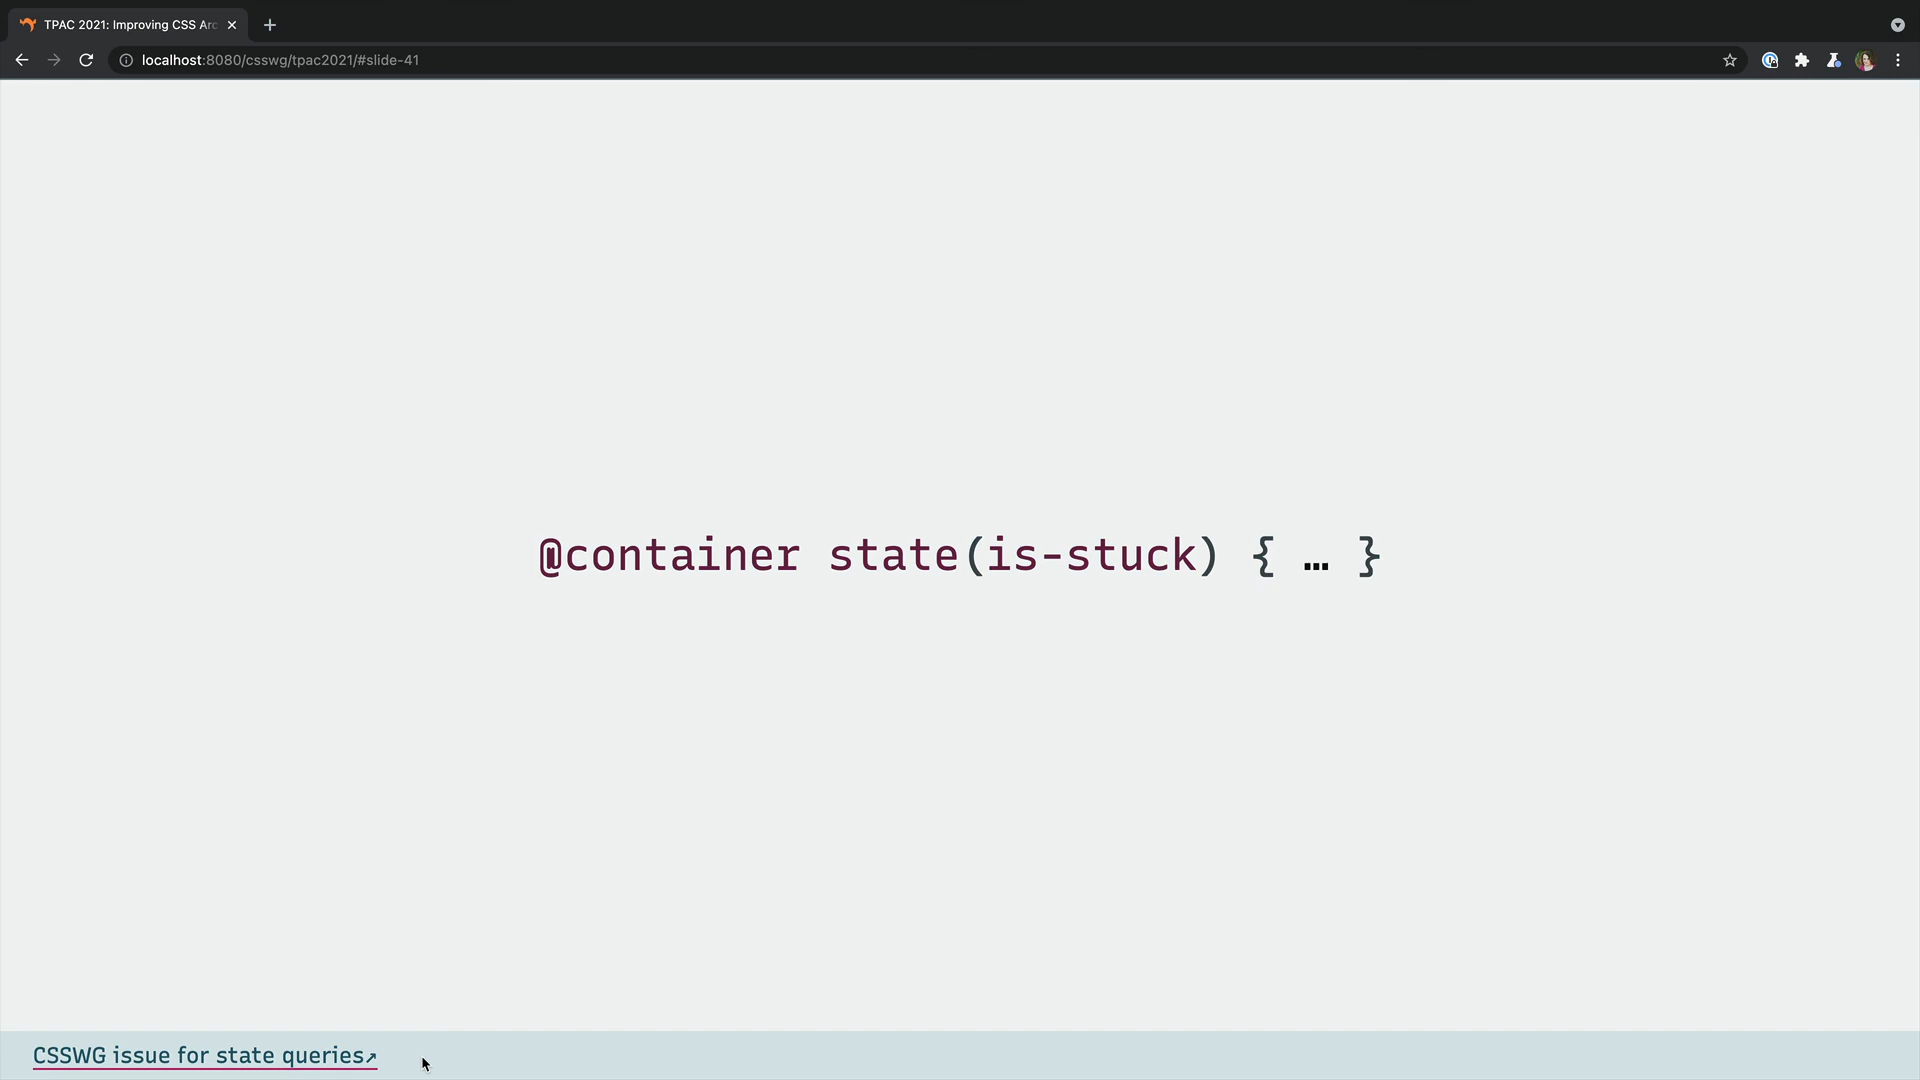 TPAC 2021: Improving CSS Arc
localhost:8080/csswg/tpac2021/#slide-41
@container state(is-stuck) { … }
CSSWG issue for state queries↗